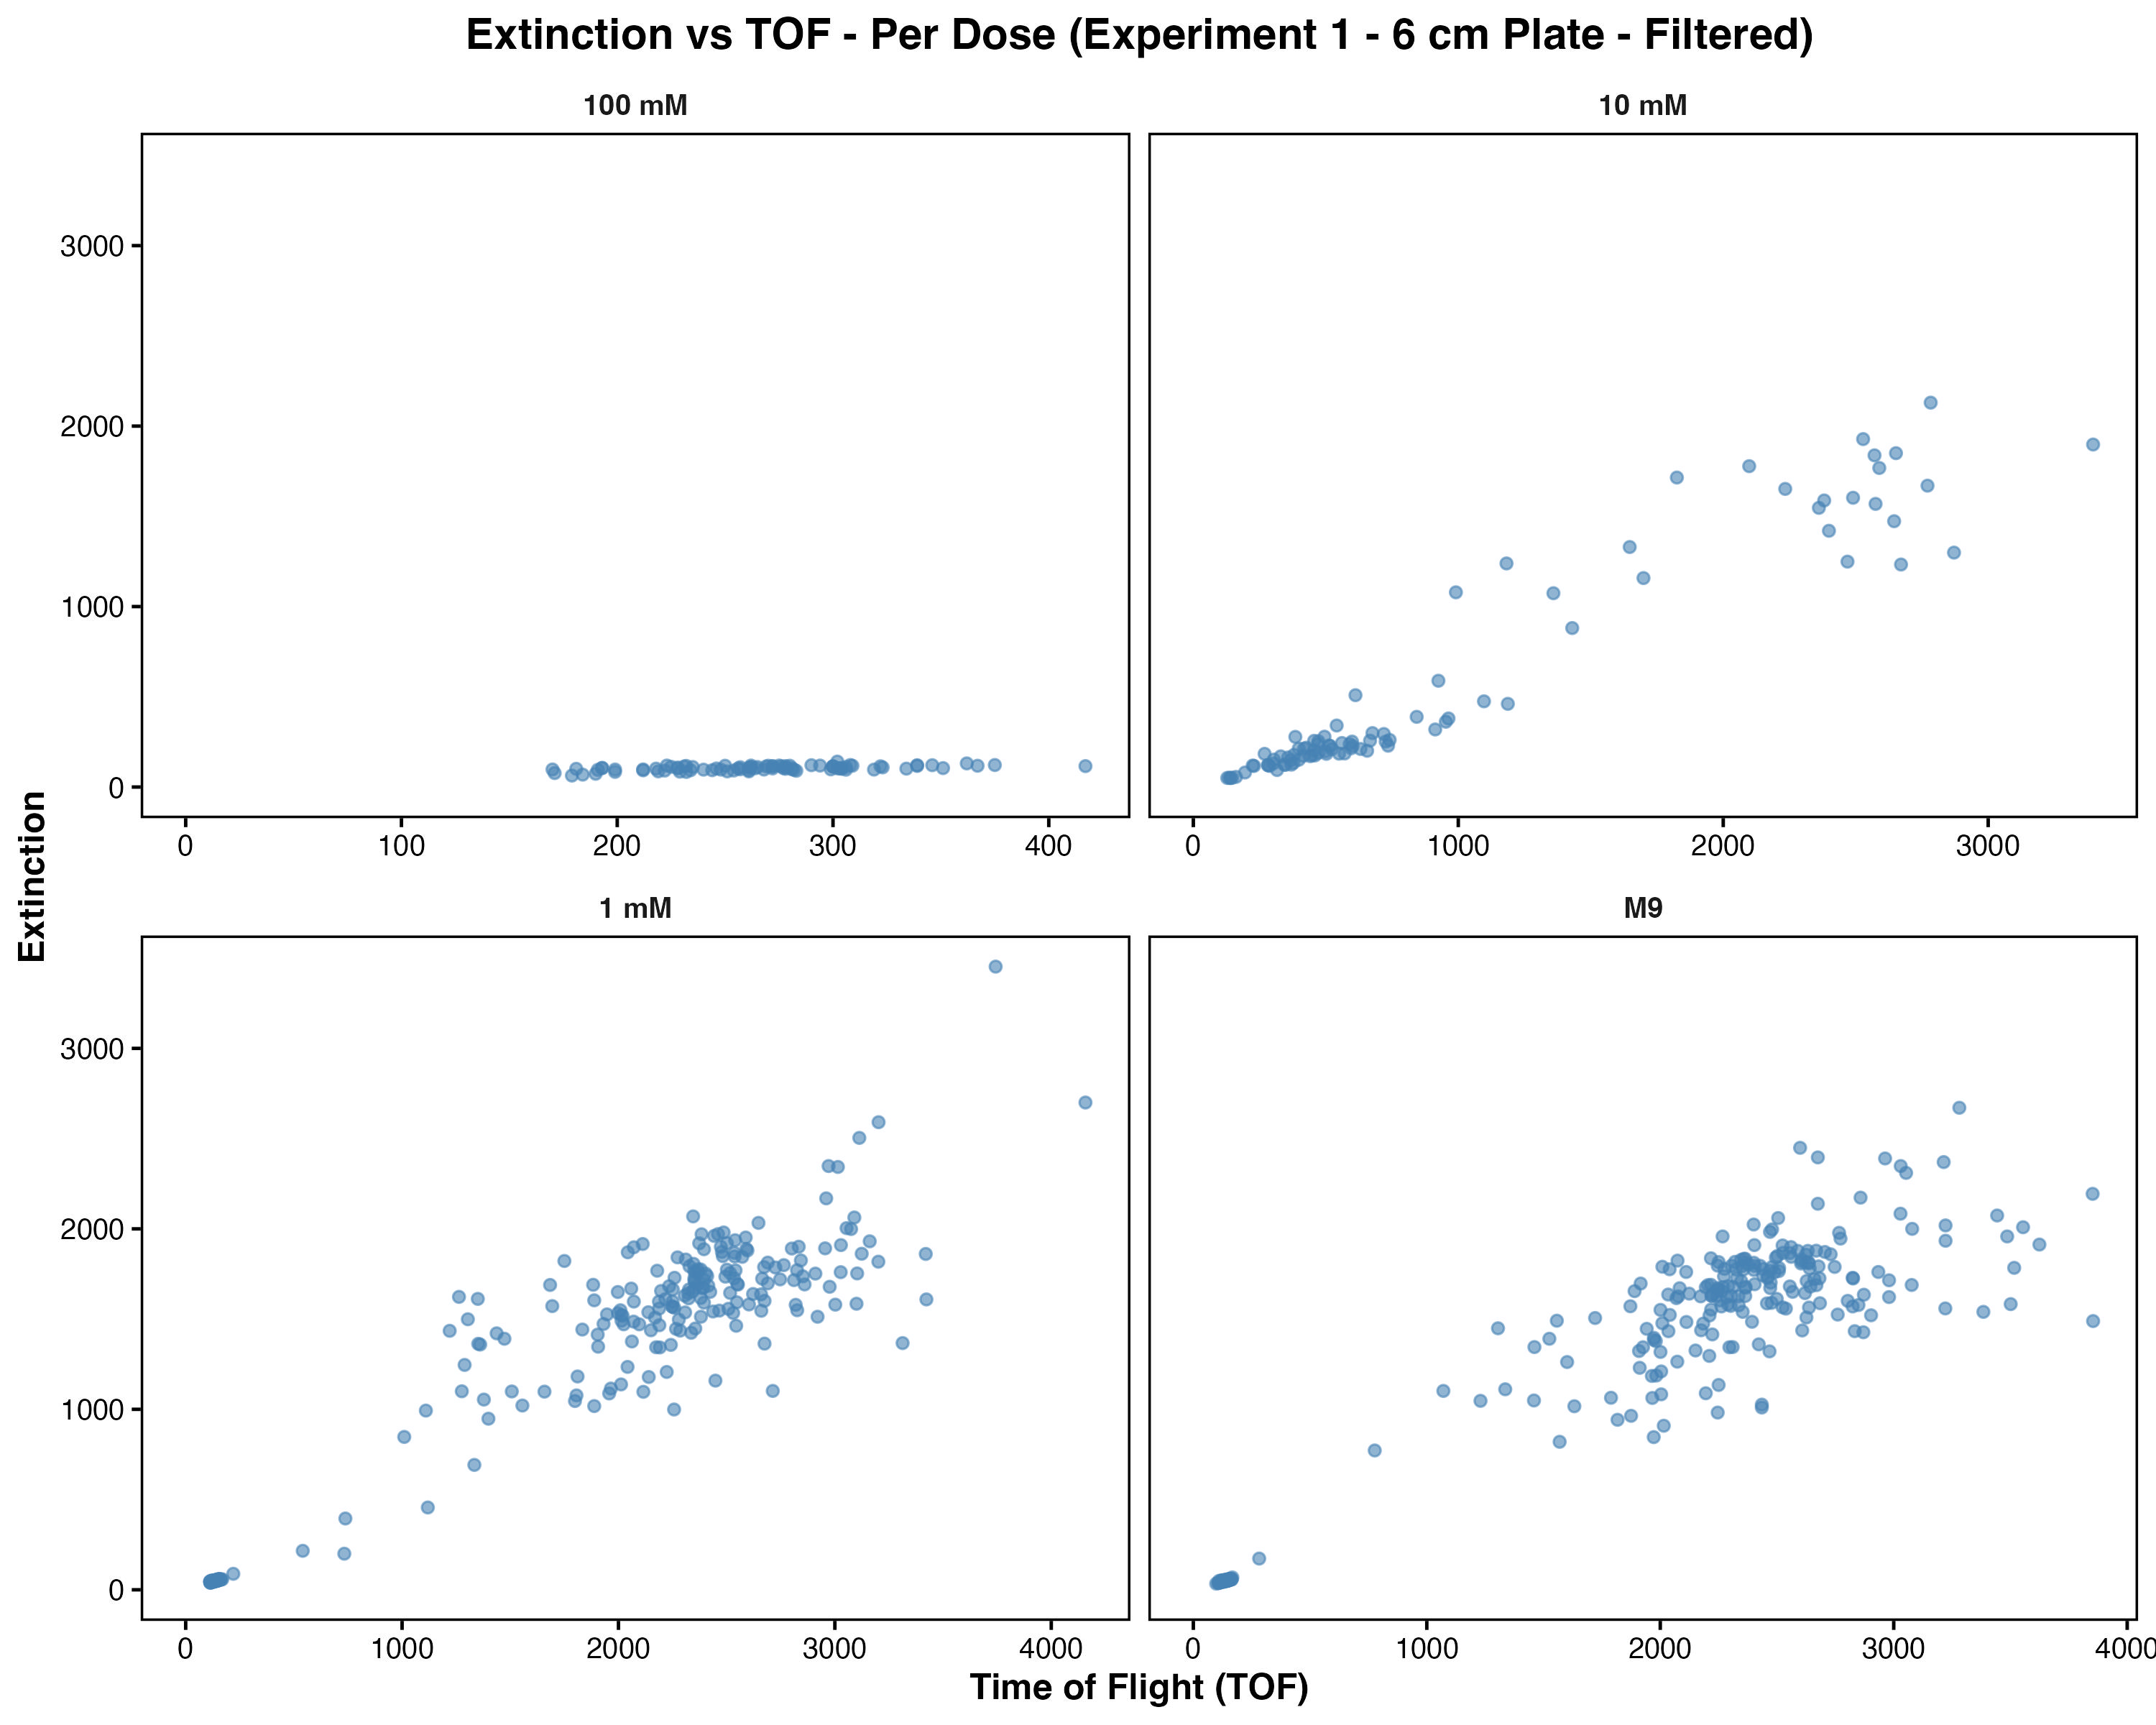 Extinction vs TOF - Per Dose (Experiment 1 - 6 cm Plate - Filtered)
100 mM
10 mM
3000
2000
1000
0
0 100 200 300 400
0 1000 2000 3000
Extinction
1 mM
M9
3000
2000
1000
0
0 1000 2000 3000 4000
0 1000 2000 3000 4000
Time of Flight (TOF)